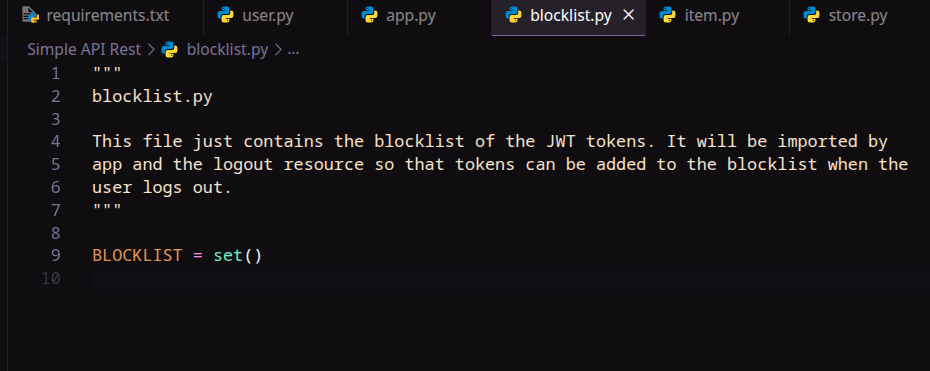 requirements.txt user.py app.py blocklist.py × item.py store.py
Simple API Rest > blocklist.py > ...
1 """
2 blocklist.py
3
4 This file just contains the blocklist of the JWT tokens. It will be imported by
5 app and the logout resource so that tokens can be added to the blocklist when the
6 user logs out.
7 """
8
9 BLOCKLIST = set()
10